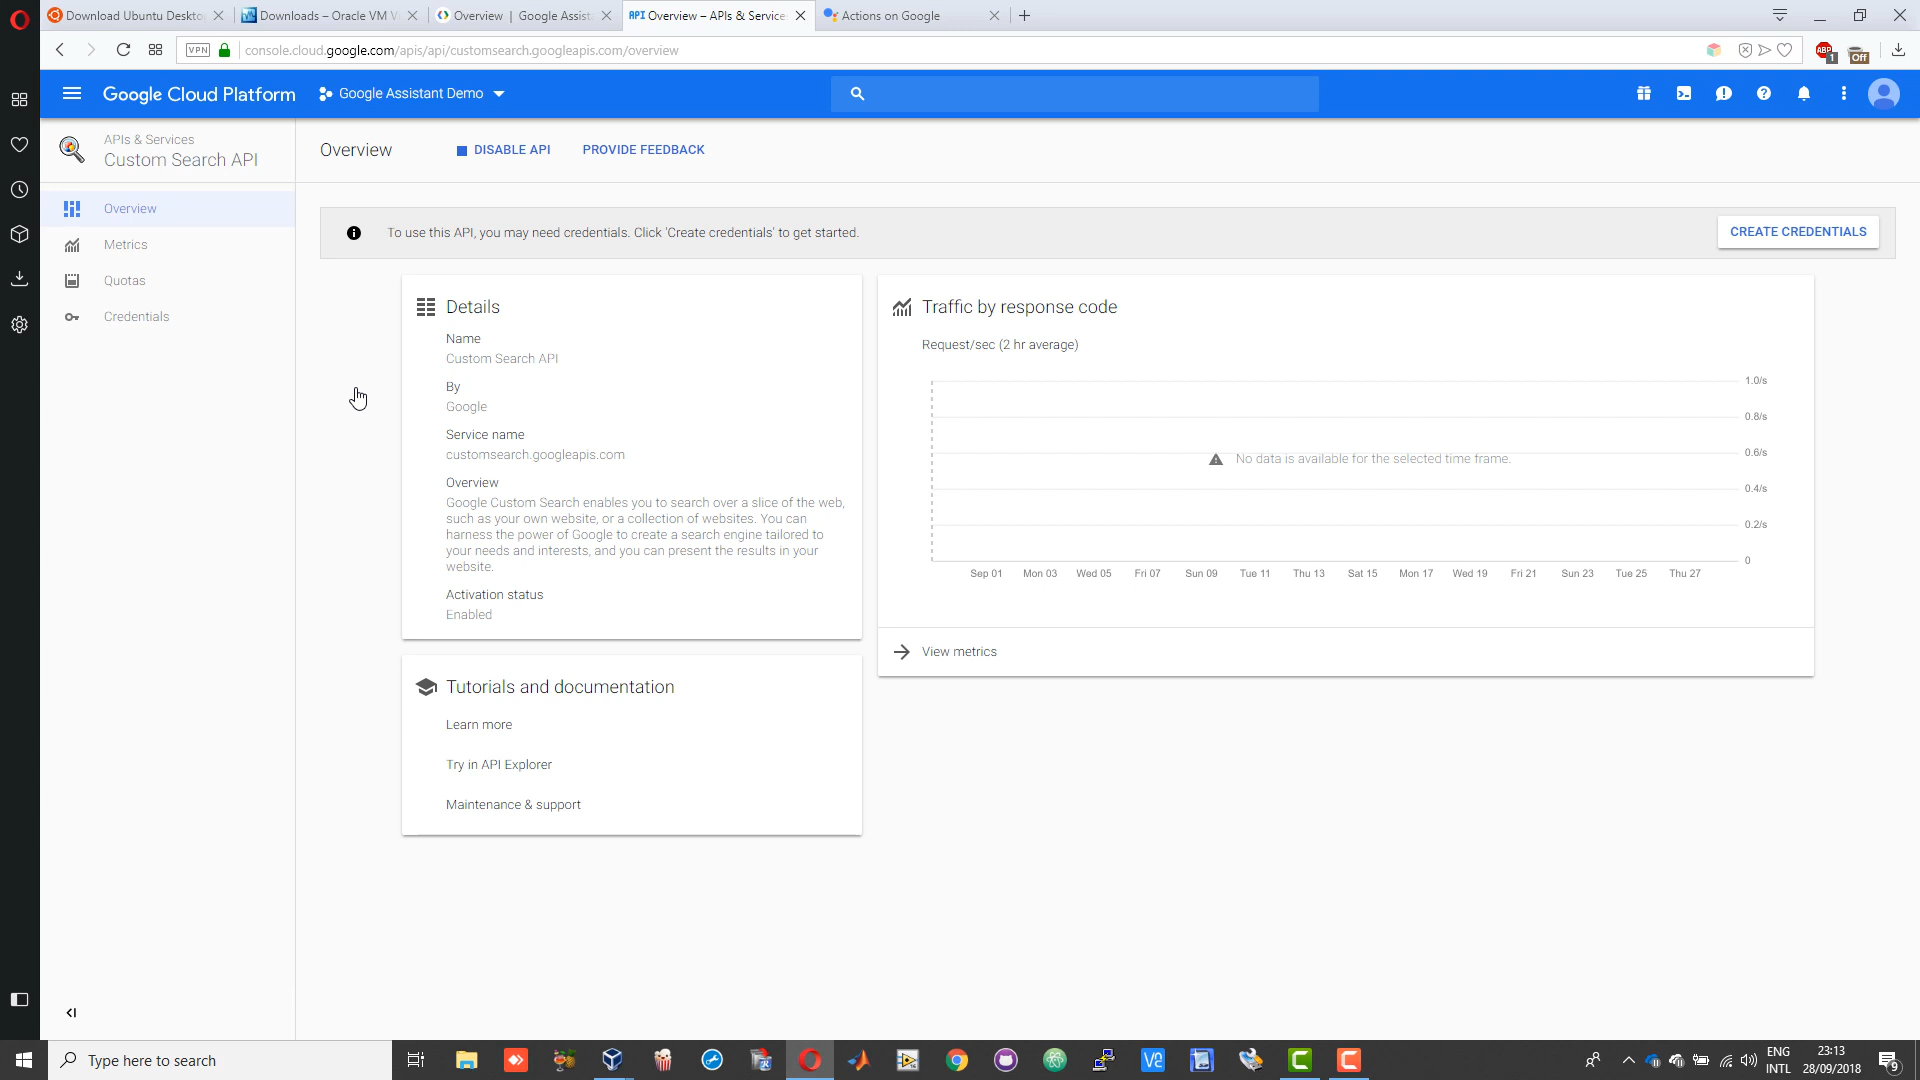 Download Ubuntu Deskto
Downloads – Oracle VM V
Overview | Google Assist
API Overview – APIs & Service
Actions on Google
VPN
console.cloud.google.com/apis/api/customsearch.googleapis.com/overview
ABP
1
Off
Google Cloud Platform
Google Assistant Demo
APIs & Services
Custom Search API
Overview
DISABLE API
PROVIDE FEEDBACK
Overview
Metrics
Quotas
Credentials
To use this API, you may need credentials. Click 'Create credentials' to get started.
CREATE CREDENTIALS
Details
Name
Custom Search API
By
Google
Service name
customsearch.googleapis.com
Overview
Google Custom Search enables you to search over a slice of the web,
such as your own website, or a collection of websites. You can
harness the power of Google to create a search engine tailored to
your needs and interests, and you can present the results in your
website.
Activation status
Enabled
Traffic by response code
Request/sec (2 hr average)
1.0/s
0.8/s
0.6/s
0.4/s
0.2/s
0
No data is available for the selected time frame.
Sep 01 Mon 03 Wed 05 Fri 07 Sun 09 Tue 11 Thu 13 Sat 15 Mon 17 Wed 19 Fri 21 Sun 23 Tue 25 Thu 27
View metrics
Tutorials and documentation
Learn more
Try in API Explorer
Maintenance & support
Type here to search
ENG
INTL
23:13
28/09/2018
9